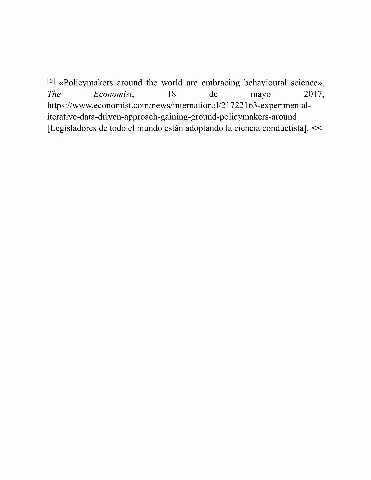 [5] «Policymakers around the world are embracing behavioural science»,
The Economist, 18 de mayo 2017,
https://www.economist.com/news/international/21722163-experimental-
iterative-data-driven-approach-gaining-ground-policymakers-around
[Legisladores de todo el mundo están adoptando la ciencia conductista]. <<